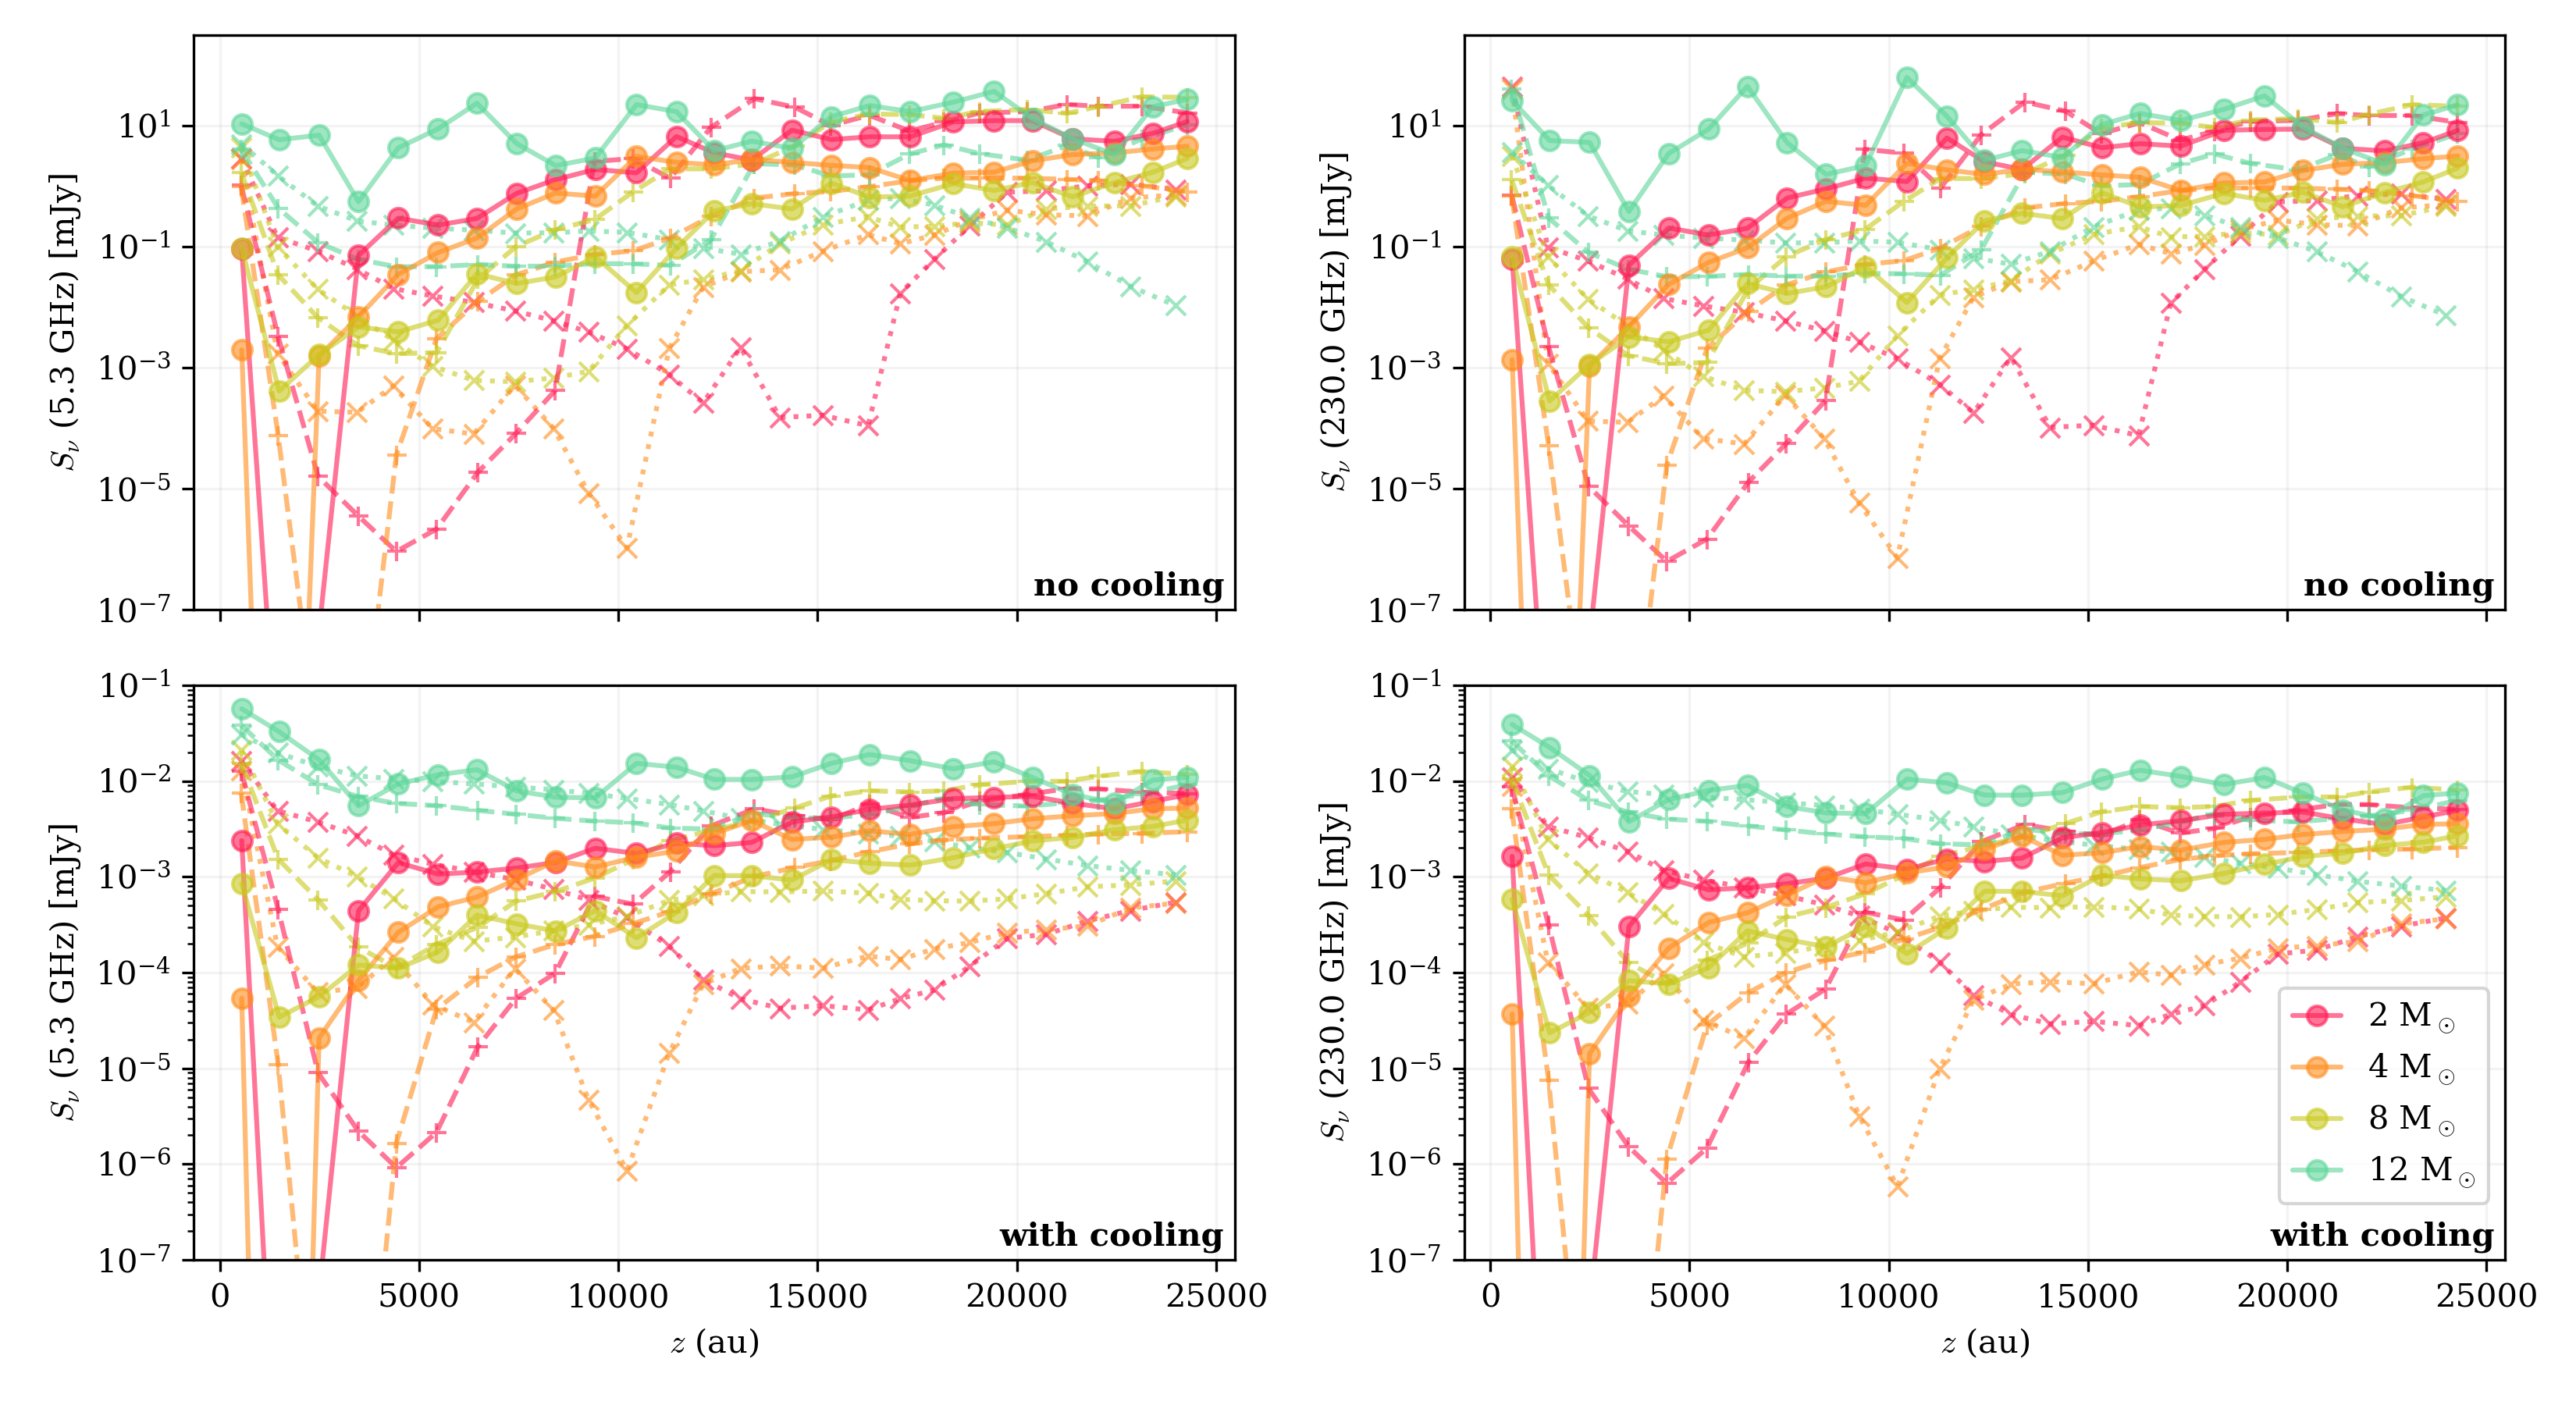 S_ν (5.3 GHz) [mJy]
10^1
10^−1
10^−3
10^−5
10^−7
no cooling
S_ν (230.0 GHz) [mJy]
10^1
10^−1
10^−3
10^−5
10^−7
no cooling
S_ν (5.3 GHz) [mJy]
10^−1
10^−2
10^−3
10^−4
10^−5
10^−6
10^−7
with cooling
0 5000 10000 15000 20000 25000
z (au)
S_ν (230.0 GHz) [mJy]
10^−1
10^−2
10^−3
10^−4
10^−5
10^−6
10^−7
2 M_⊙
4 M_⊙
8 M_⊙
12 M_⊙
with cooling
0 5000 10000 15000 20000 25000
z (au)